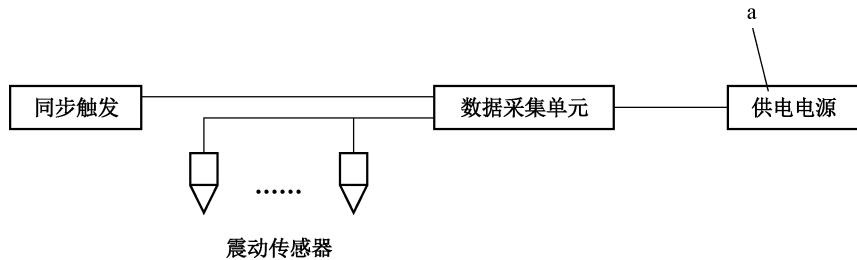 a
同步触发
数据采集单元
供电电源
震动传感器